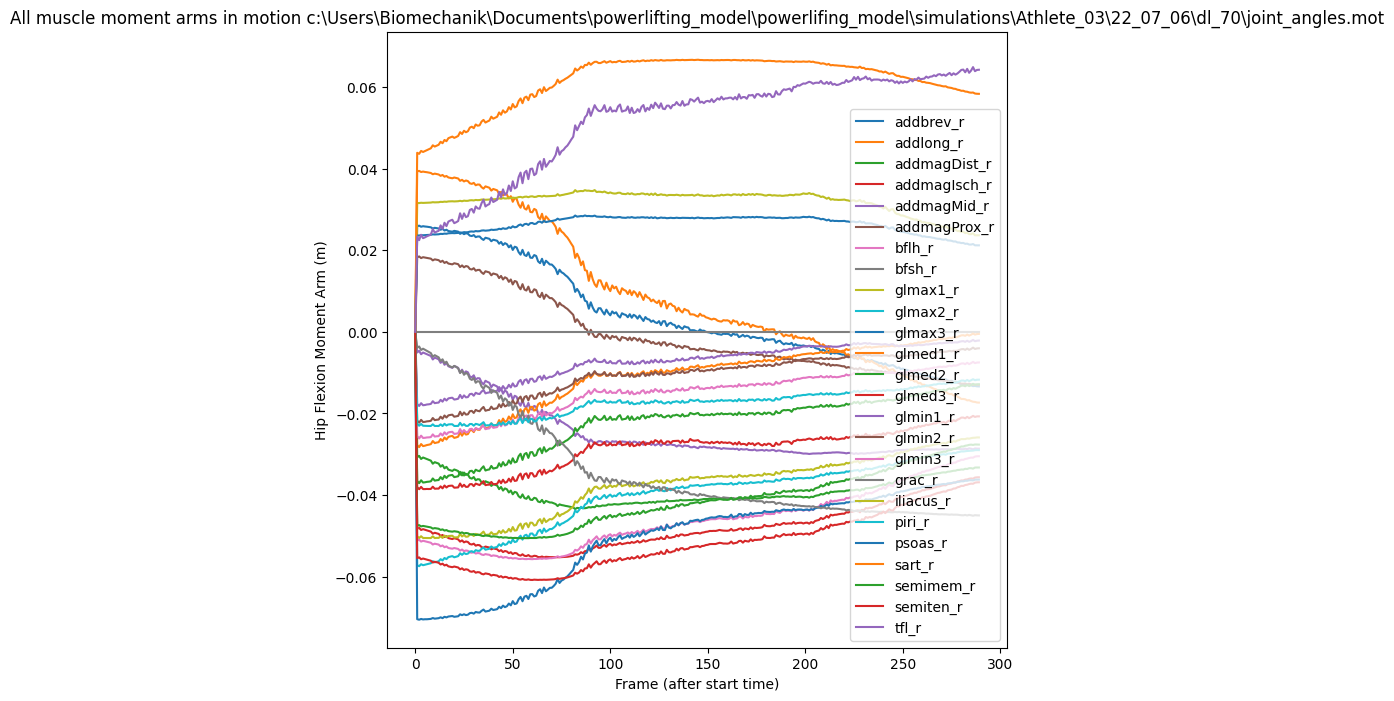 All muscle moment arms in motion c:\Users\Biomechanik\Documents\powerlifting_model\powerlifing_model\simulations\Athlete_03\22_07_06\dl_70\joint_angles.mot
Hip Flexion Moment Arm (m)
0.06
0.04
0.02
0.00
−0.02
−0.04
−0.06
addbrev_r
addlong_r
addmagDist_r
addmagIsch_r
addmagMid_r
addmagProx_r
bflh_r
bfsh_r
glmax1_r
glmax2_r
glmax3_r
glmed1_r
glmed2_r
glmed3_r
glmin1_r
glmin2_r
glmin3_r
grac_r
iliacus_r
piri_r
psoas_r
sart_r
semimem_r
semiten_r
tfl_r
0 50 100 150 200 250 300
Frame (after start time)